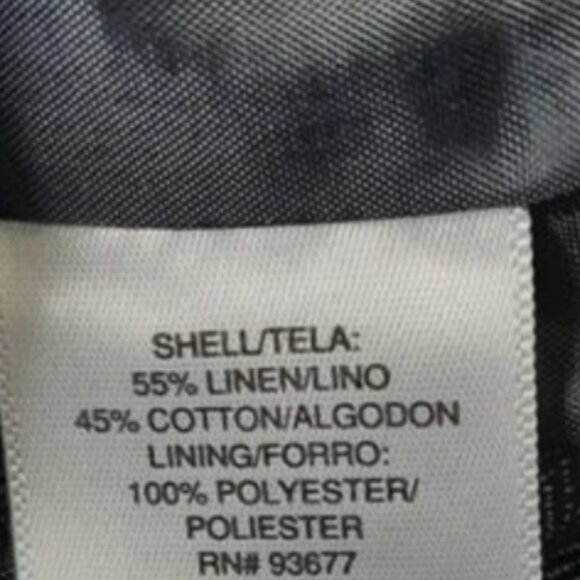 SHELL/TELA:
55% LINEN/LINO
45% COTTON/ALGODON
LINING/FORRO:
100% POLYESTER/
POLIESTER
RN# 93677